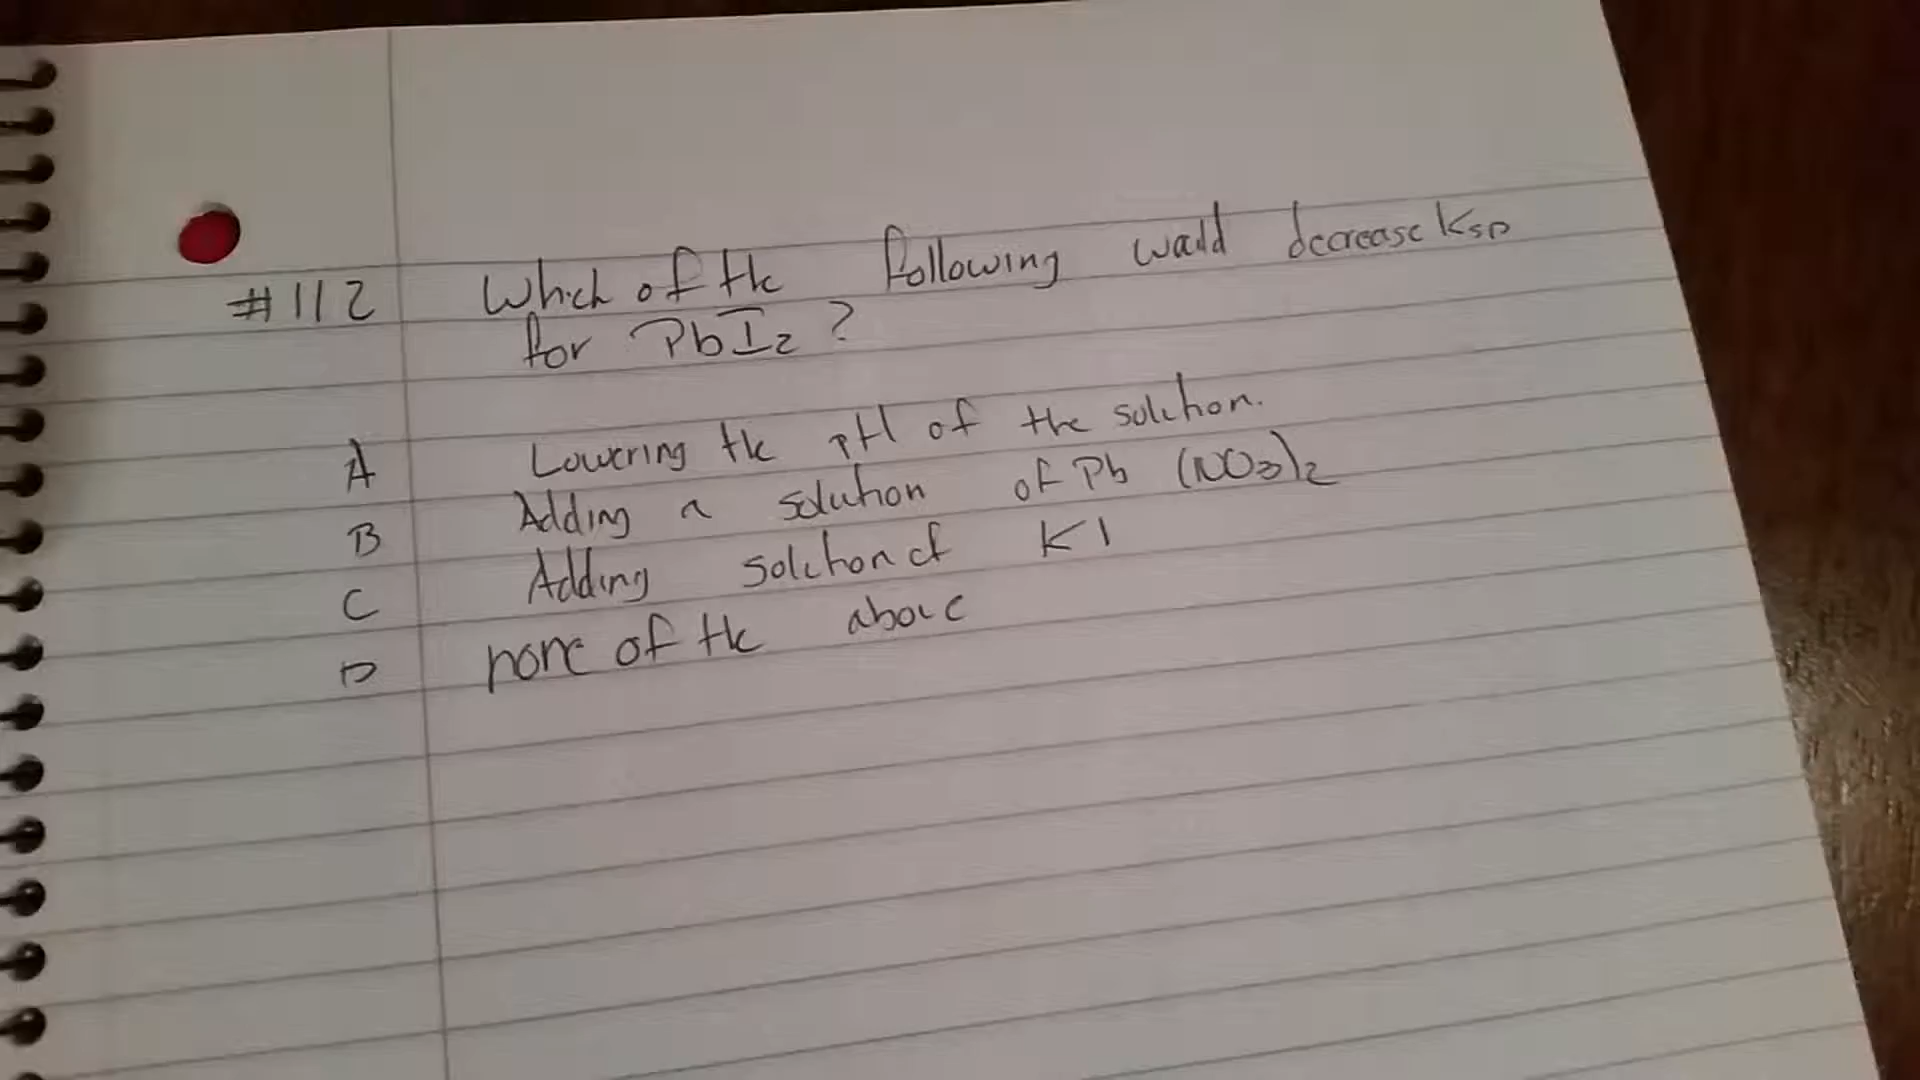 #112 Which of the following would decrease Ksp
for PbI2?
A Lowering the pH of the solution.
B Adding a solution of Pb (NO3)2
C Adding solution of KI
D none of the above